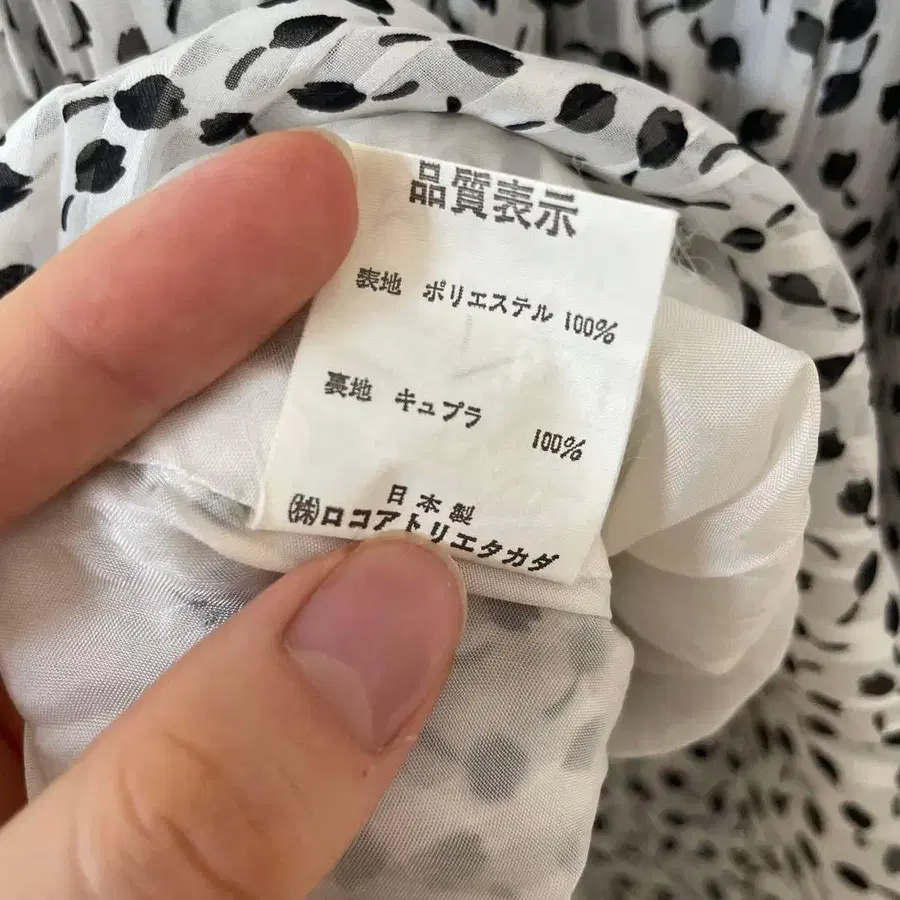 品質表示
表地 ポリエステル 100%
裏地 キュプラ 100%
日本製
㈱ロコアトリエタカダ